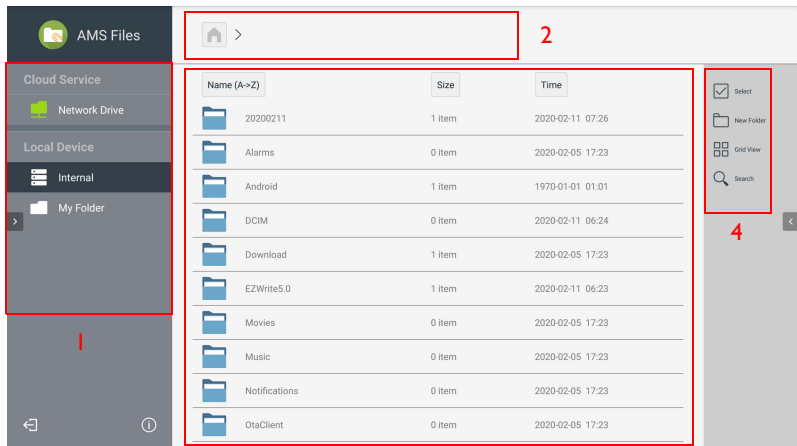 AMS Files
>
2
Cloud Service
Network Drive
Local Device
Internal
My Folder
1
Name (A->Z) Size Time
20200211 1 item 2020-02-11 07:26
Alarms 0 item 2020-02-05 17:23
Android 1 item 1970-01-01 01:01
DCIM 0 item 2020-02-11 06:24
Download 1 item 2020-02-05 17:23
EZWrite5.0 1 item 2020-02-11 06:23
Movies 0 item 2020-02-05 17:23
Music 0 item 2020-02-05 17:23
Notifications 0 item 2020-02-05 17:23
OtaClient 0 item 2020-02-05 17:23
Select
New Folder
Grid View
Search
4